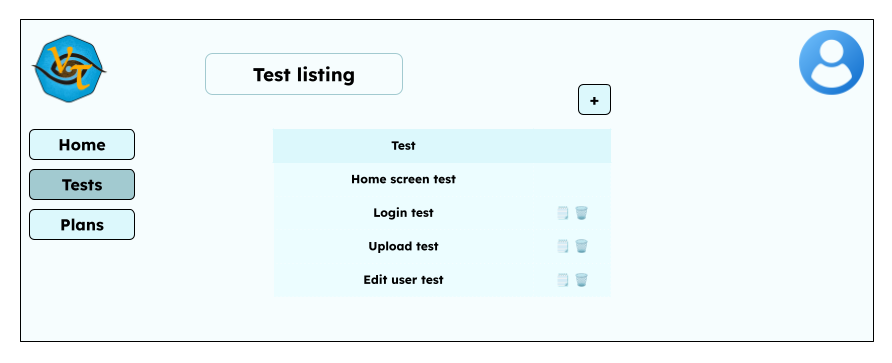 VT
Test listing
+
Home
Tests
Plans
Test
Home screen test
Login test
Upload test
Edit user test